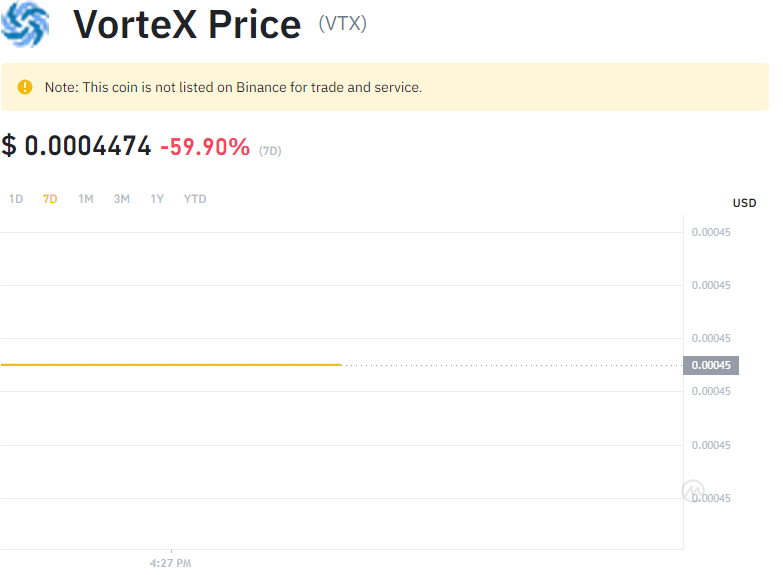 VorteX Price (VTX)
Note: This coin is not listed on Binance for trade and service.
$ 0.0004474 -59.90% (7D)
1D 7D 1M 3M 1Y YTD
USD
0.00045
0.00045
0.00045
0.00045
0.00045
0.00045
0.00045
4:27 PM